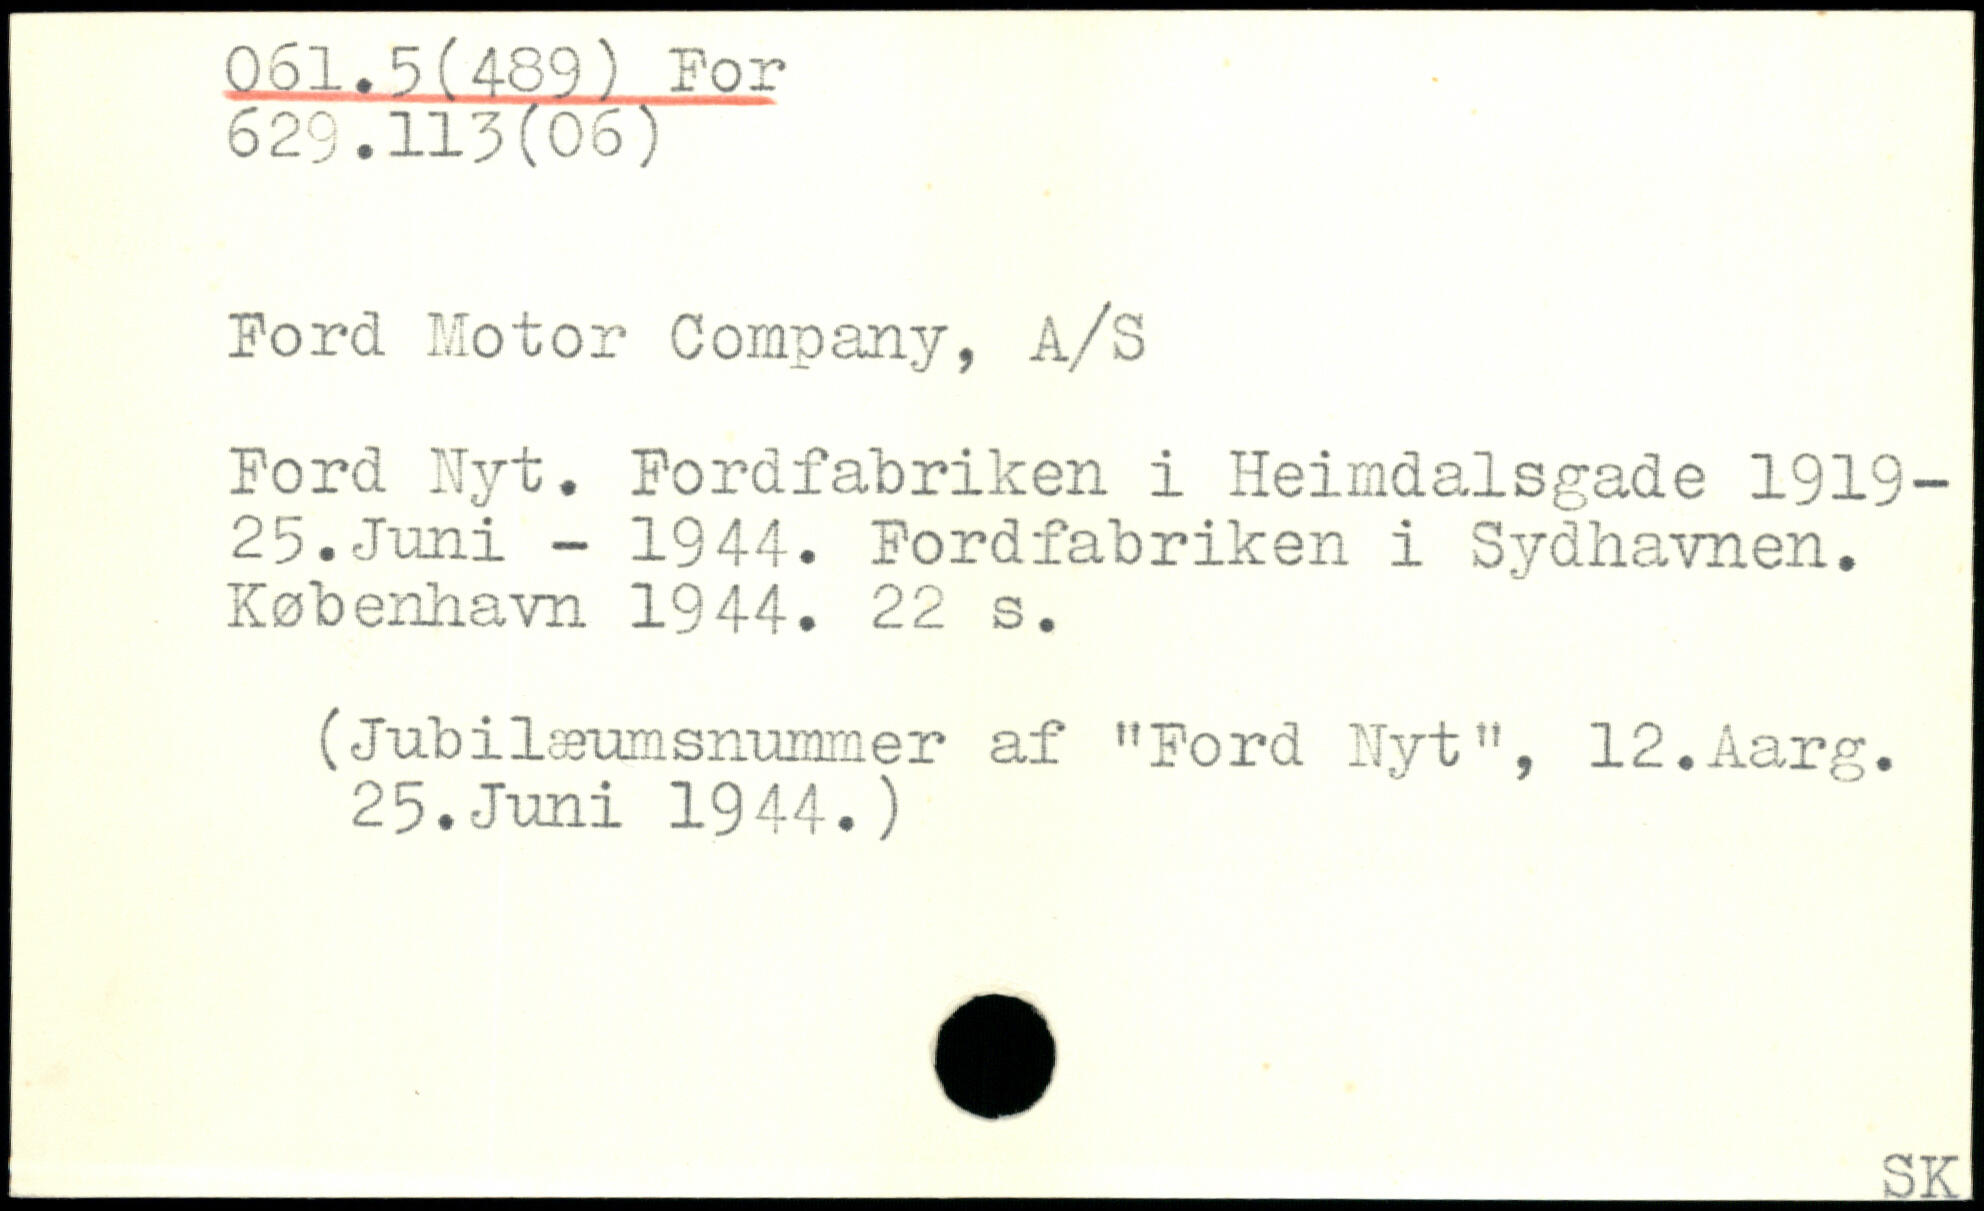 061.5(489) For
629.113(06)
Ford Motor Company, A/S
Ford Nyt. Fordfabriken i Heimdalsgade 1919-
25.Juni - 1944. Fordfabriken i Sydhavnen.
København 1944. 22 s.
(Jubilæumsnummer af "Ford Nyt", 12.Aarg.
25.Juni 1944.)
SK